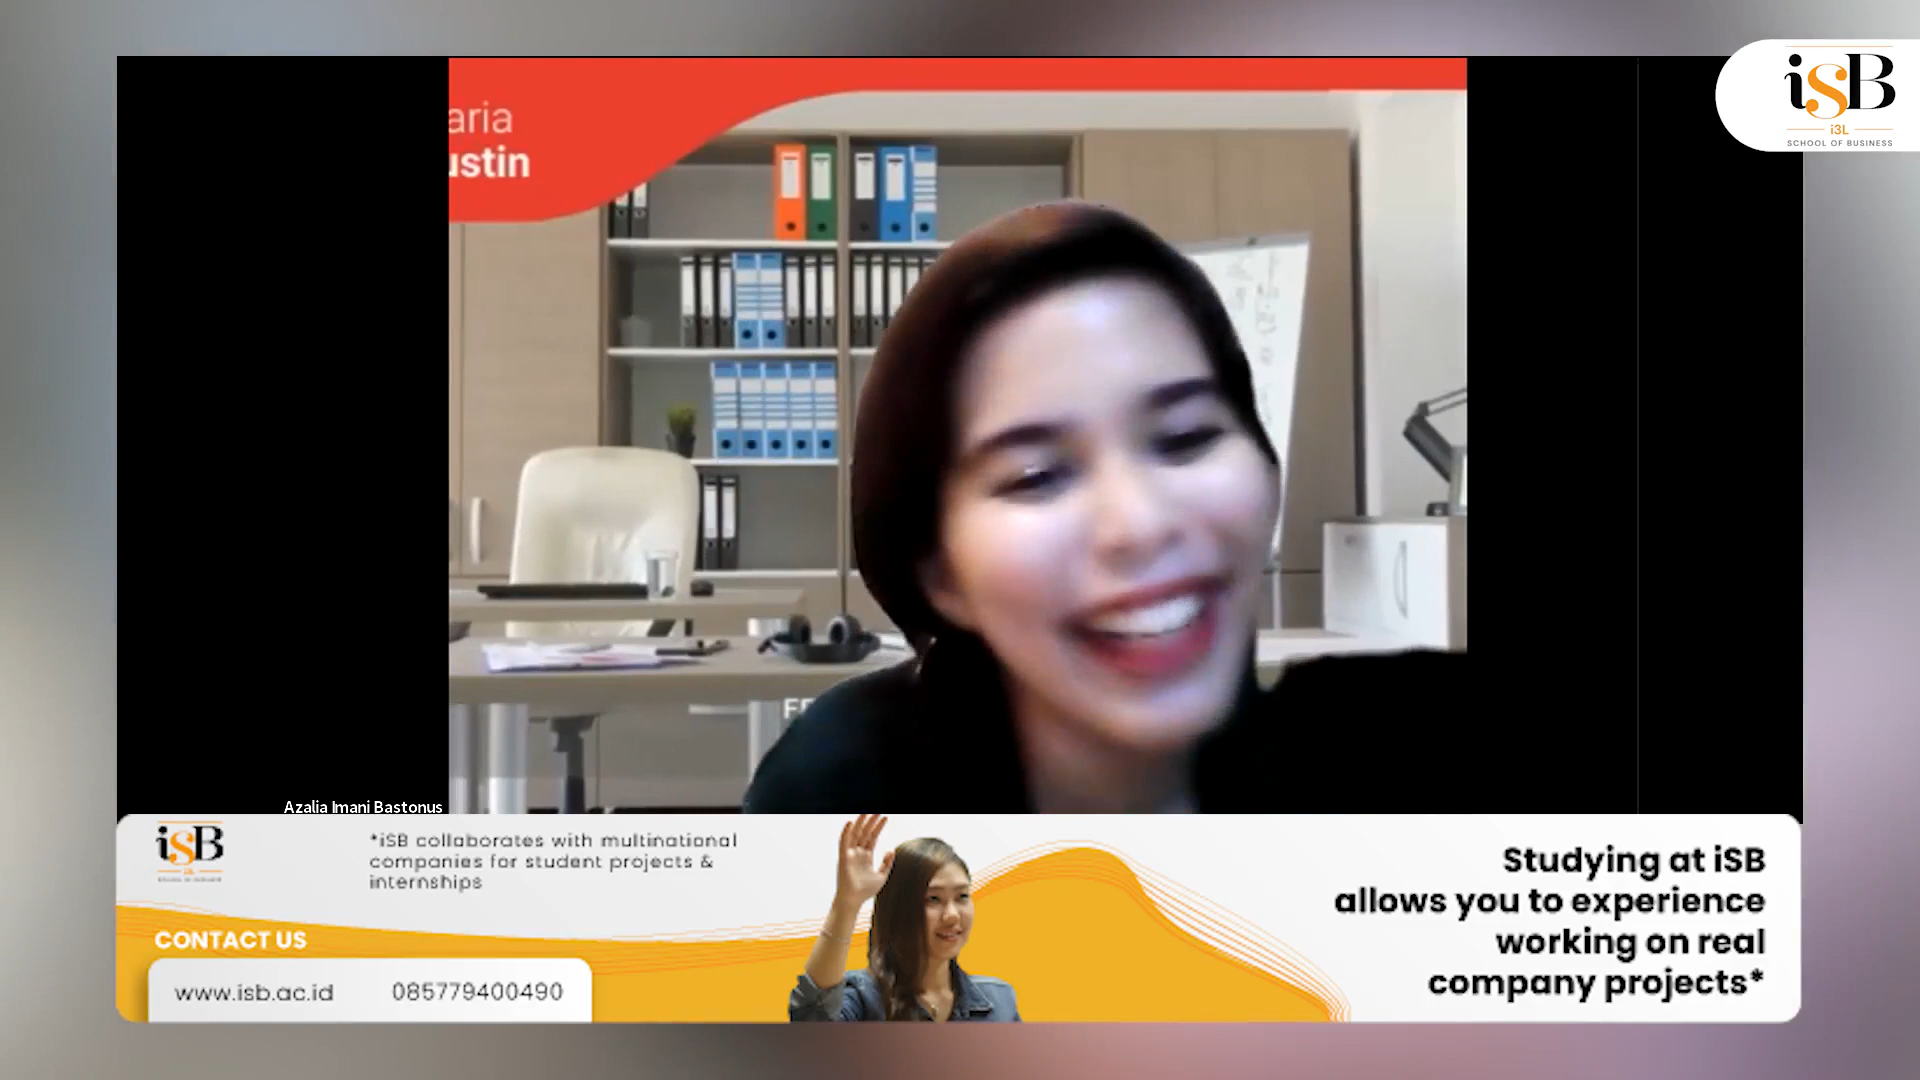 iSB
i3L
SCHOOL OF BUSINESS
aria
ustin
Azalia Imani Bastonus
iSB
*iSB collaborates with multinational
companies for student projects &
internships
CONTACT US
www.isb.ac.id 085779400490
Studying at iSB
allows you to experience
working on real
company projects*